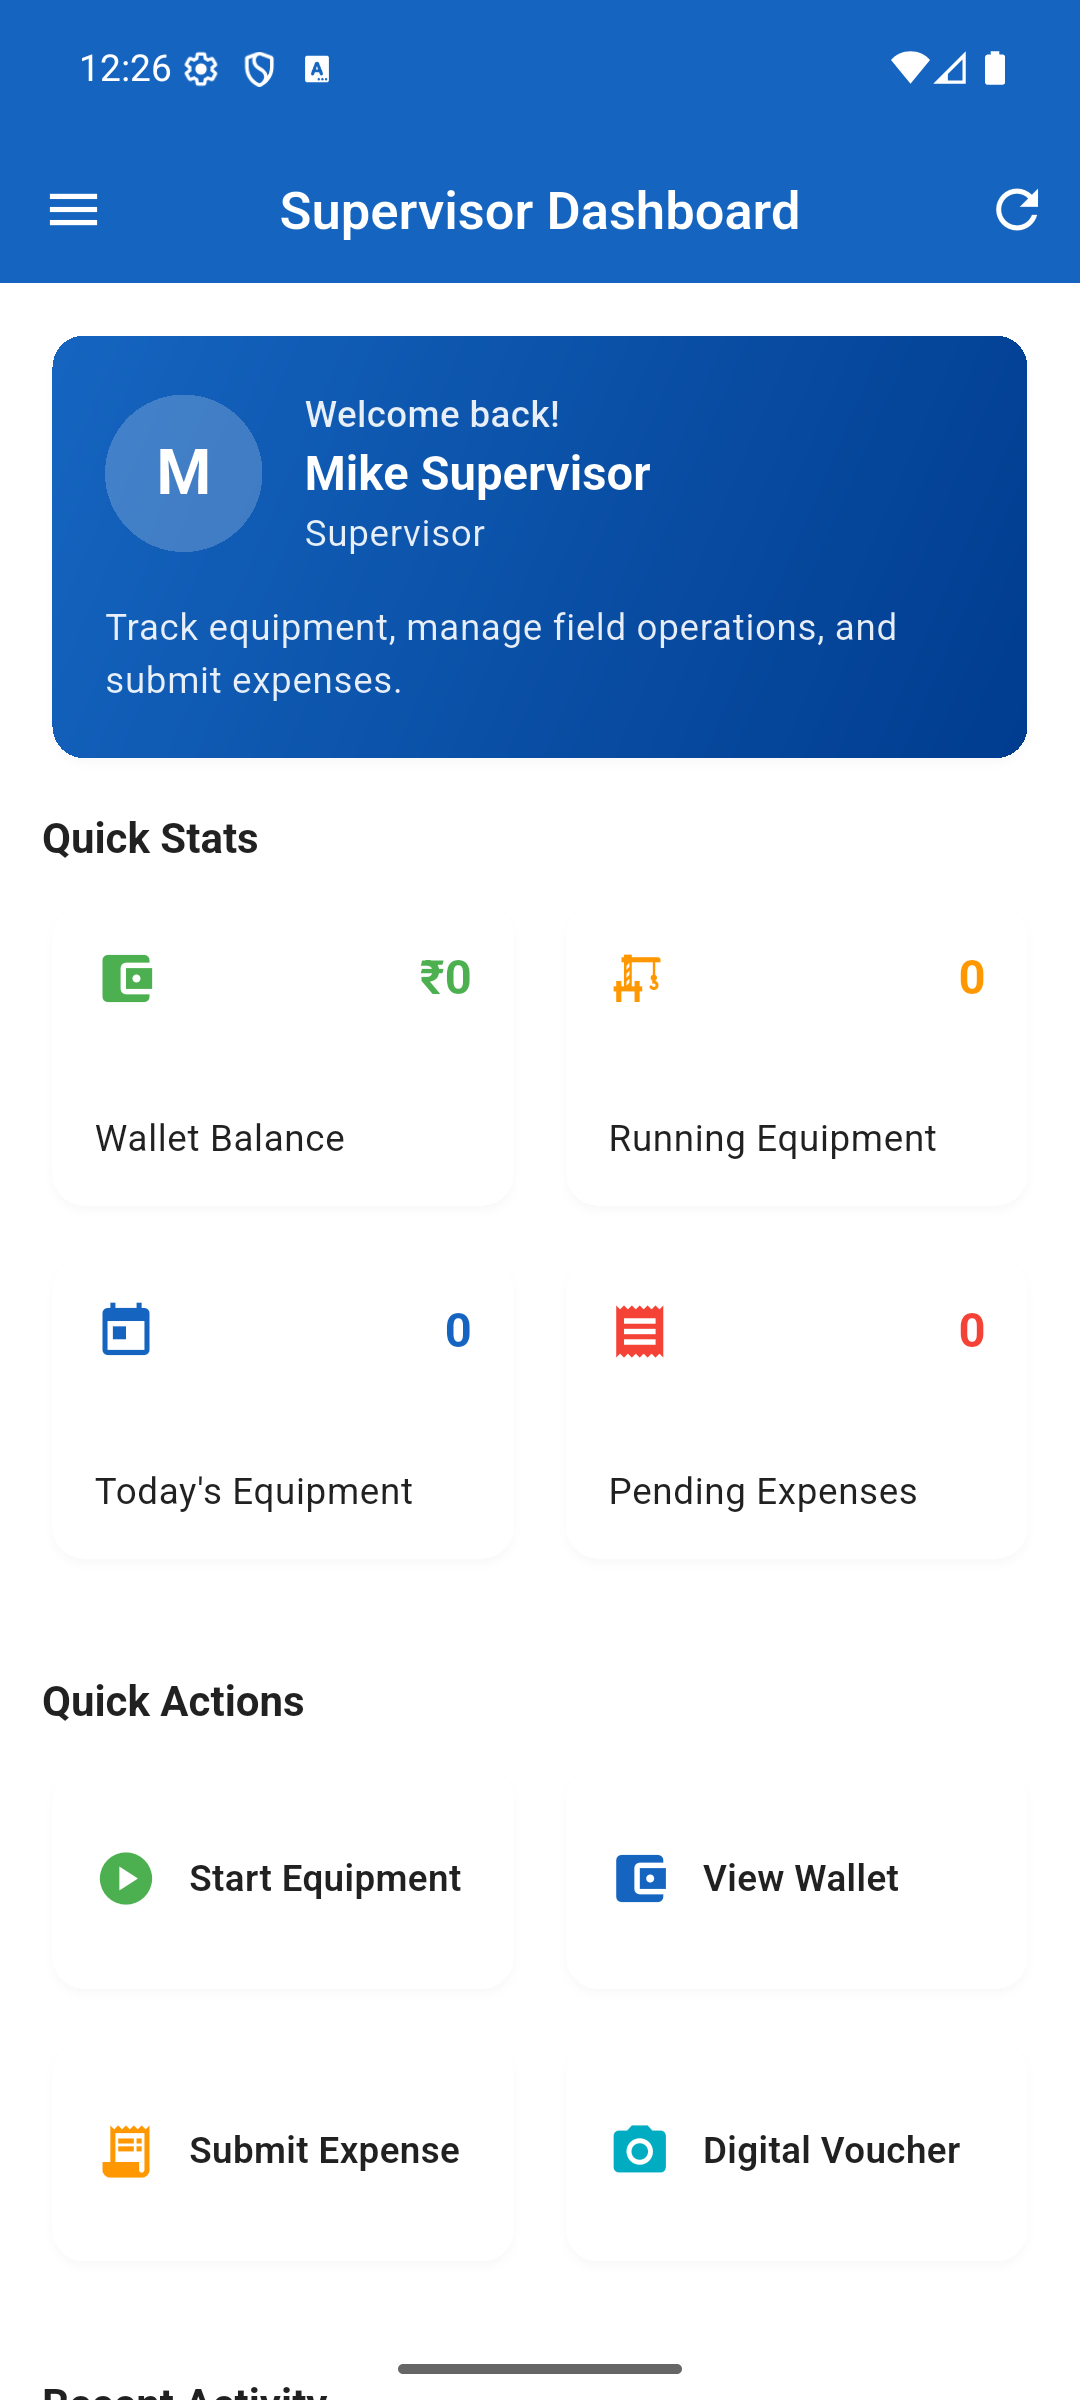 12:26
Supervisor Dashboard
M
Welcome back!
Mike Supervisor
Supervisor
Track equipment, manage field operations, and
submit expenses.
Quick Stats
₹0
0
Wallet Balance
Running Equipment
0
0
Today's Equipment
Pending Expenses
Quick Actions
Start Equipment
View Wallet
Submit Expense
Digital Voucher
Recent Activity